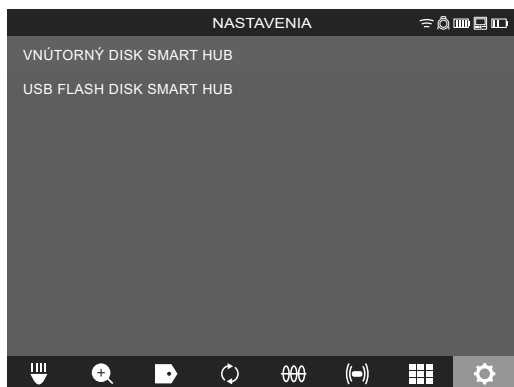 NASTAVENIA
VNÚTORNÝ DISK SMART HUB
USB FLASH DISK SMART HUB